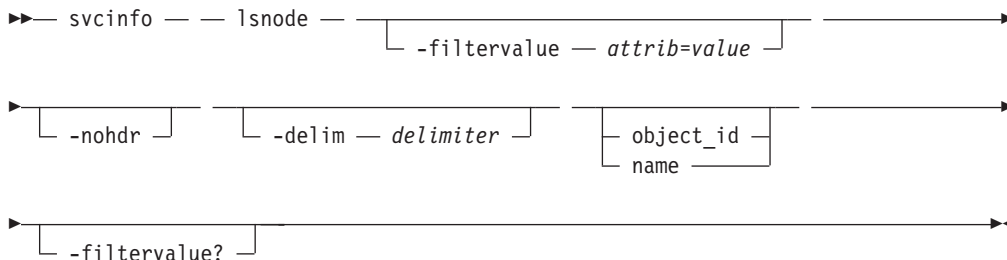 svcinfo lsnode
-filtervalue attrib=value
-nohdr -delim delimiter object_id
name
-filtervalue?